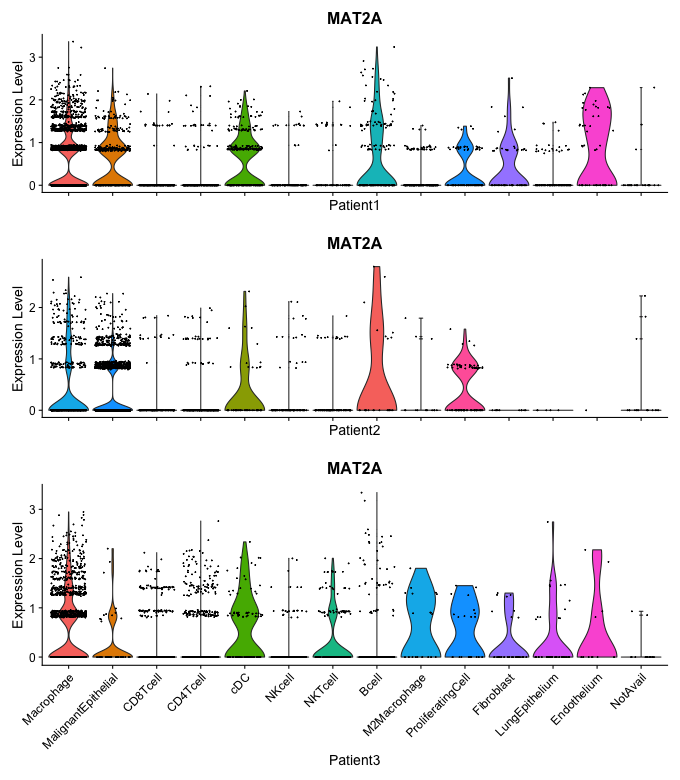 MAT2A
Expression Level
3
2
1
0
Patient1
MAT2A
Expression Level
2
1
0
Patient2
MAT2A
Expression Level
3
2
1
0
Macrophage
MalignantEpithelial
CD8Tcell
CD4Tcell
cDC
NKcell
NKTcell
Bcell
M2Macrophage
ProliferatingCell
Fibroblast
LungEpithelium
Endothelium
NotAvail
Patient3